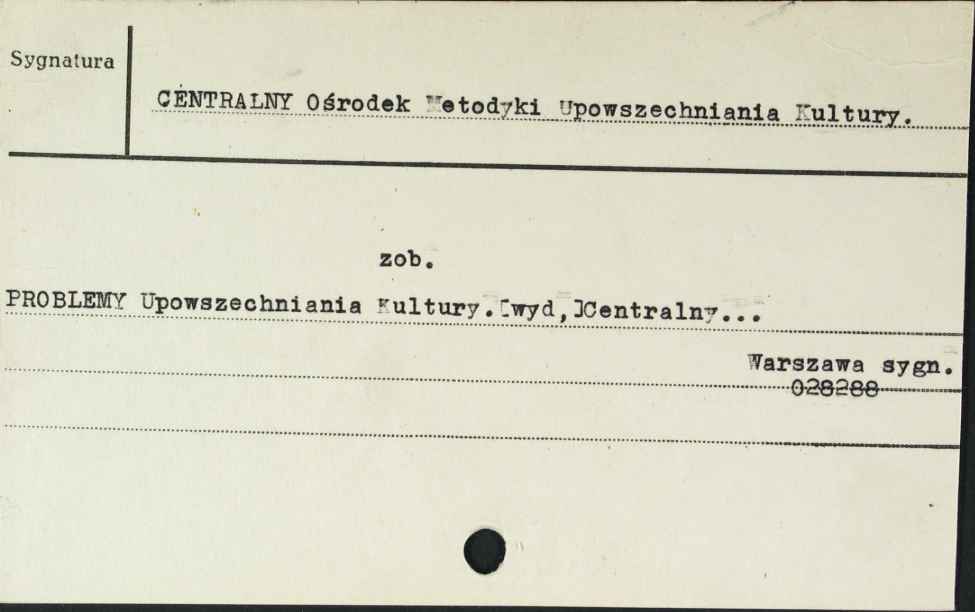 Sygnatura
CENTRALNY Ośrodek Metodyki Upowszechniania Kultury.
zob.
PROBLEMY Upowszechniania Kultury.[wyd,]Centralny...
Warszawa sygn.
028288